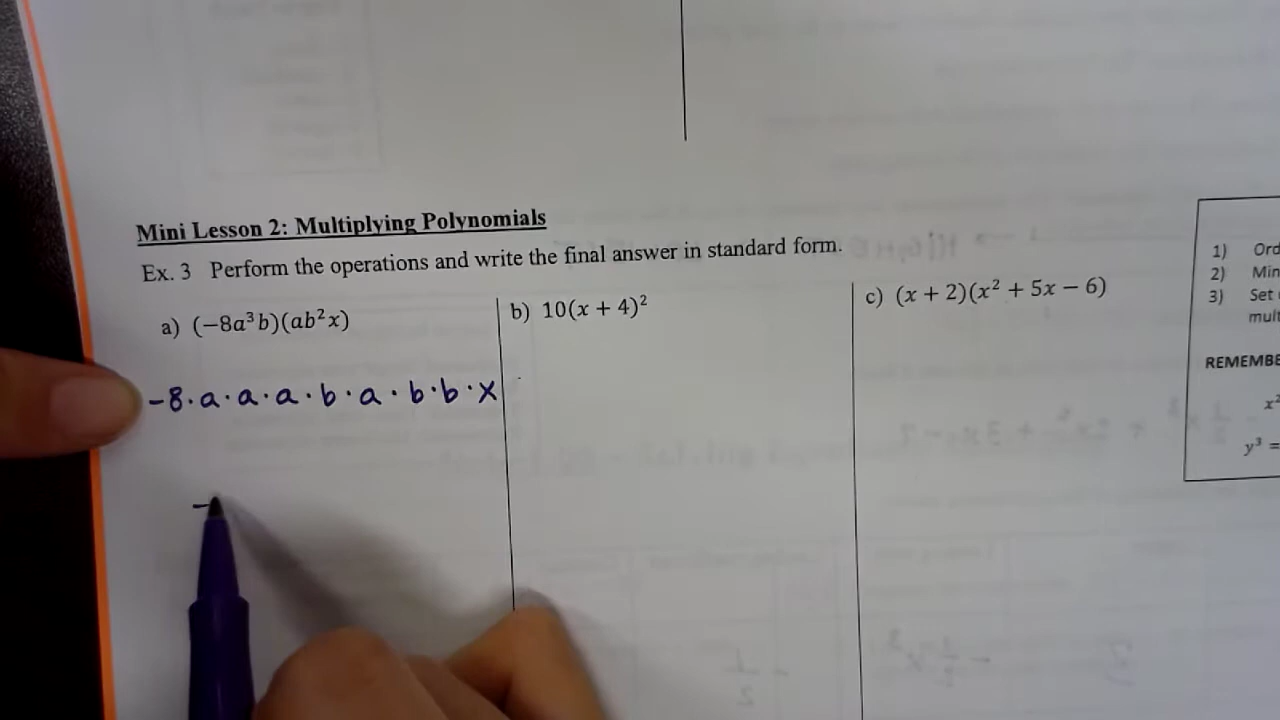 Mini Lesson 2: Multiplying Polynomials
Ex. 3 Perform the operations and write the final answer in standard form.
a) (−8a³b)(ab²x)
-8·a·a·a·b·a·b·b·x
−
b) 10(x + 4)²
c) (x + 2)(x² + 5x − 6)
1) Ord
2) Min
3) Set
mult
REMEMBE
x²
y³ =